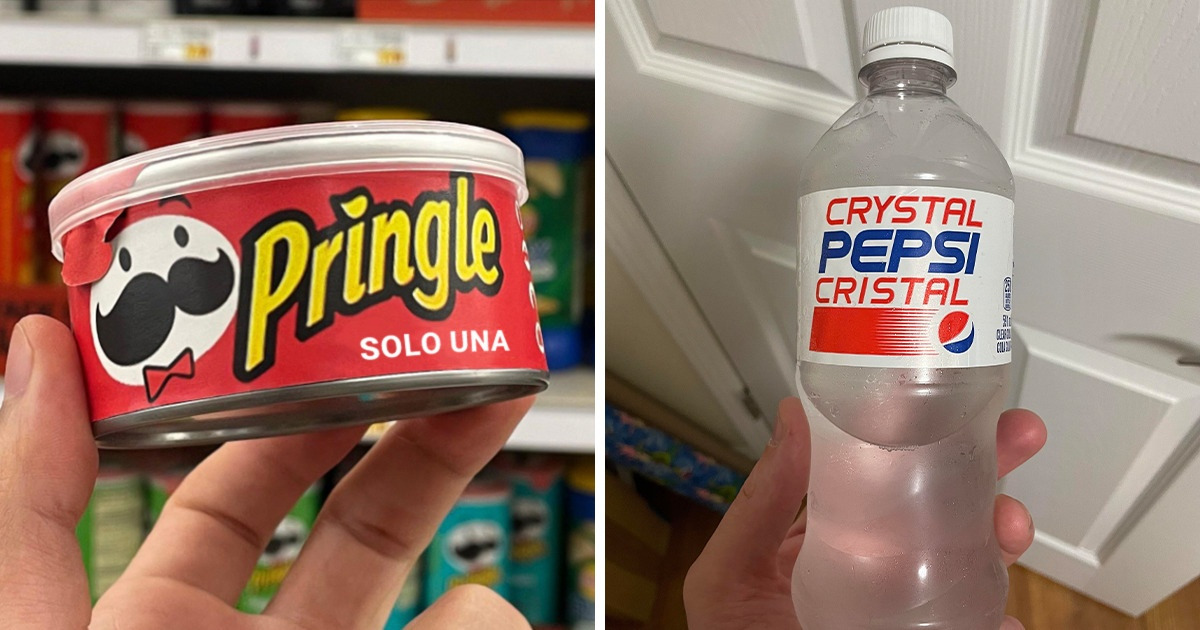 Pringle
SOLO UNA
CRYSTAL
PEPSI
CRISTAL